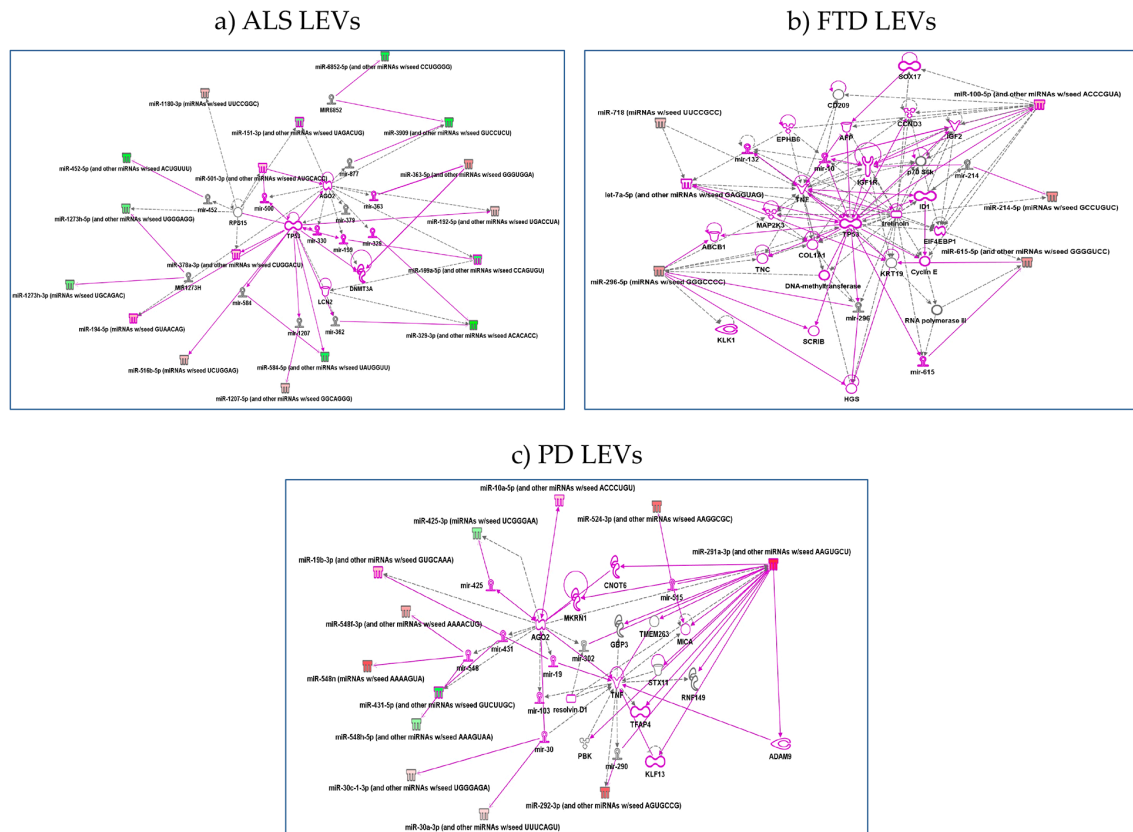 a) ALS LEVs
miR-6852-5p (and other miRNAs w/seed CCUGGGG)
miR-1180-3p (miRNAs w/seed UUCCGGC)
MIR6852
miR-151-3p (and other miRNAs w/seed UAGACUG)
miR-3909 (and other miRNAs w/seed GUCCUCU)
miR-452-5p (and other miRNAs w/seed ACUGUUU)
mir-877
miR-363-5p (and other miRNAs w/seed GGGUGGA)
miR-501-3p (and other miRNAs w/seed AUGCACC)
AGO2
mir-452
mir-500
mir-363
RPS15
mir-379
miR-192-5p (and other miRNAs w/seed UGACCUA)
miR-1273h-5p (and other miRNAs w/seed UGGGAGG)
TP53
mir-330
mir-199
mir-328
miR-378a-3p (and other miRNAs w/seed CUGGACU)
miR-199a-5p (and other miRNAs w/seed CCAGUGU)
MIR1273H
DNMT3A
miR-1273h-3p (miRNAs w/seed UGCAGAC)
mir-584
LCN2
miR-194-5p (miRNAs w/seed GUAACAG)
mir-1207
mir-362
miR-329-3p (and other miRNAs w/seed ACACACC)
miR-516b-5p (miRNAs w/seed UCUGGAG)
miR-584-5p (and other miRNAs w/seed UAUGGUU)
miR-1207-5p (and other miRNAs w/seed GGCAGGG)
b) FTD LEVs
SOX17
miR-100-5p (and other miRNAs w/seed ACCCGUA)
CD209
miR-718 (miRNAs w/seed UUCCGCC)
EPHB6
AFP
CCND3
IGF2
mir-132
mir-10
IGF1R
p70 S6k
mir-214
let-7a-5p (and other miRNAs w/seed GAGGUAG)
TNF
ID1
miR-214-5p (and other miRNAs w/seed GCCUGUC)
MAP2K3
TP53
tretinoin
EIF4EBP1
ABCB1
COL1A1
miR-615-5p (and other miRNAs w/seed GGGGUCC)
TNC
KRT19
Cyclin E
miR-296-5p (and other miRNAs w/seed GGGCCCC)
DNA-methyltransferase
mir-296
RNA polymerase II
KLK1
SCRIB
mir-615
HGS
c) PD LEVs
miR-10a-5p (and other miRNAs w/seed ACCCUGU)
miR-524-3p (and other miRNAs w/seed AAGGCGC)
miR-425-3p (miRNAs w/seed UCGGGAA)
miR-291a-3p (and other miRNAs w/seed AAGUGCU)
miR-19b-3p (and other miRNAs w/seed GUGCAAA)
mir-425
CNOT6
mir-515
MKRN1
miR-548f-3p (and other miRNAs w/seed AAAACUG)
AGO2
GBP3
TMEM263
MICA
mir-431
mir-302
mir-548
mir-19
miR-548n (miRNAs w/seed AAAAGUA)
TNF
STX11
RNF149
miR-431-5p (and other miRNAs w/seed GUCUUGC)
mir-103
resolvin D1
TFAP4
miR-548h-5p (and other miRNAs w/seed AAAGUAA)
mir-30
PBK
mir-290
KLF13
ADAM9
miR-30c-1-3p (and other miRNAs w/seed UGGGAGA)
miR-292-3p (and other miRNAs w/seed AGUGCCG)
miR-30a-3p (and other miRNAs w/seed UUUCAGU)